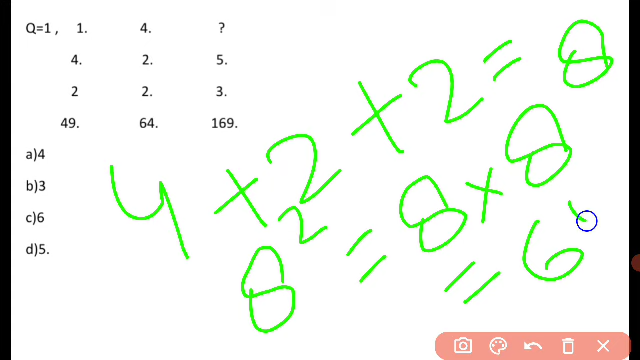 Q=1 , 1. 4. ?
4. 2. 5.
2 2. 3.
49. 64. 169.
a)4
b)3
c)6
d)5.
4 + 2 + 2 = 8
8² = 8 × 8
= 6